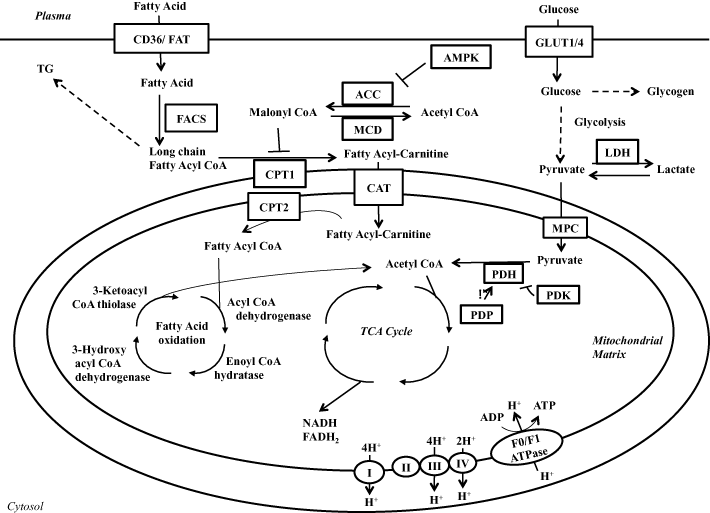 Plasma
Fatty Acid
Glucose
CD36/ FAT
GLUT1/4
AMPK
TG
Fatty Acid
Glucose
Glycogen
ACC
Malonyl CoA
Acetyl CoA
MCD
FACS
Glycolysis
Long chain
Fatty Acyl CoA
Fatty Acyl-Carnitine
LDH
Pyruvate
Lactate
CPT1
CAT
CPT2
MPC
Fatty Acyl-Carnitine
Fatty Acyl CoA
Acetyl CoA
Pyruvate
PDH
PDK
!
PDP
3-Ketoacyl
CoA thiolase
Acyl CoA
dehydrogenase
Fatty Acid
oxidation
TCA Cycle
Mitochondrial
Matrix
3-Hydroxy
acyl CoA
dehydrogenase
Enoyl CoA
hydratase
NADH
FADH₂
H⁺
ADP
ATP
F0/F1
ATPase
4H⁺
4H⁺
2H⁺
I
II
III
IV
H⁺
H⁺
H⁺
H⁺
Cytosol